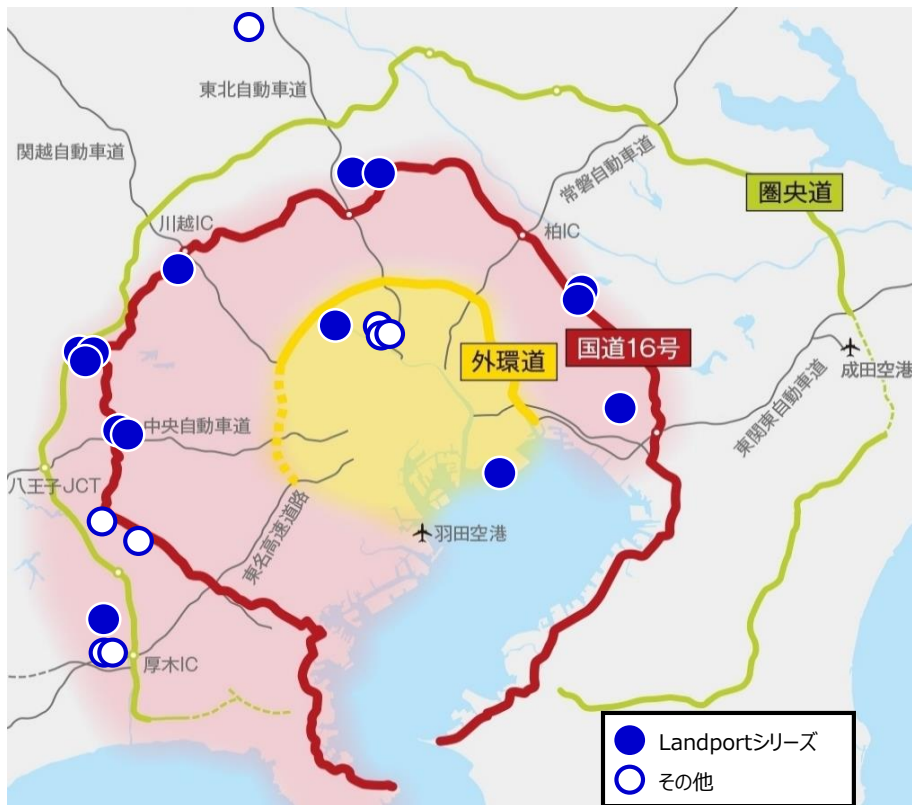 東北自動車道
関越自動車道
常磐自動車道
圏央道
川越IC
柏IC
国道16号
外環道
成田空港
東関東自動車道
中央自動車道
八王子JCT
東名高速道路
羽田空港
厚木IC
Landportシリーズ
その他